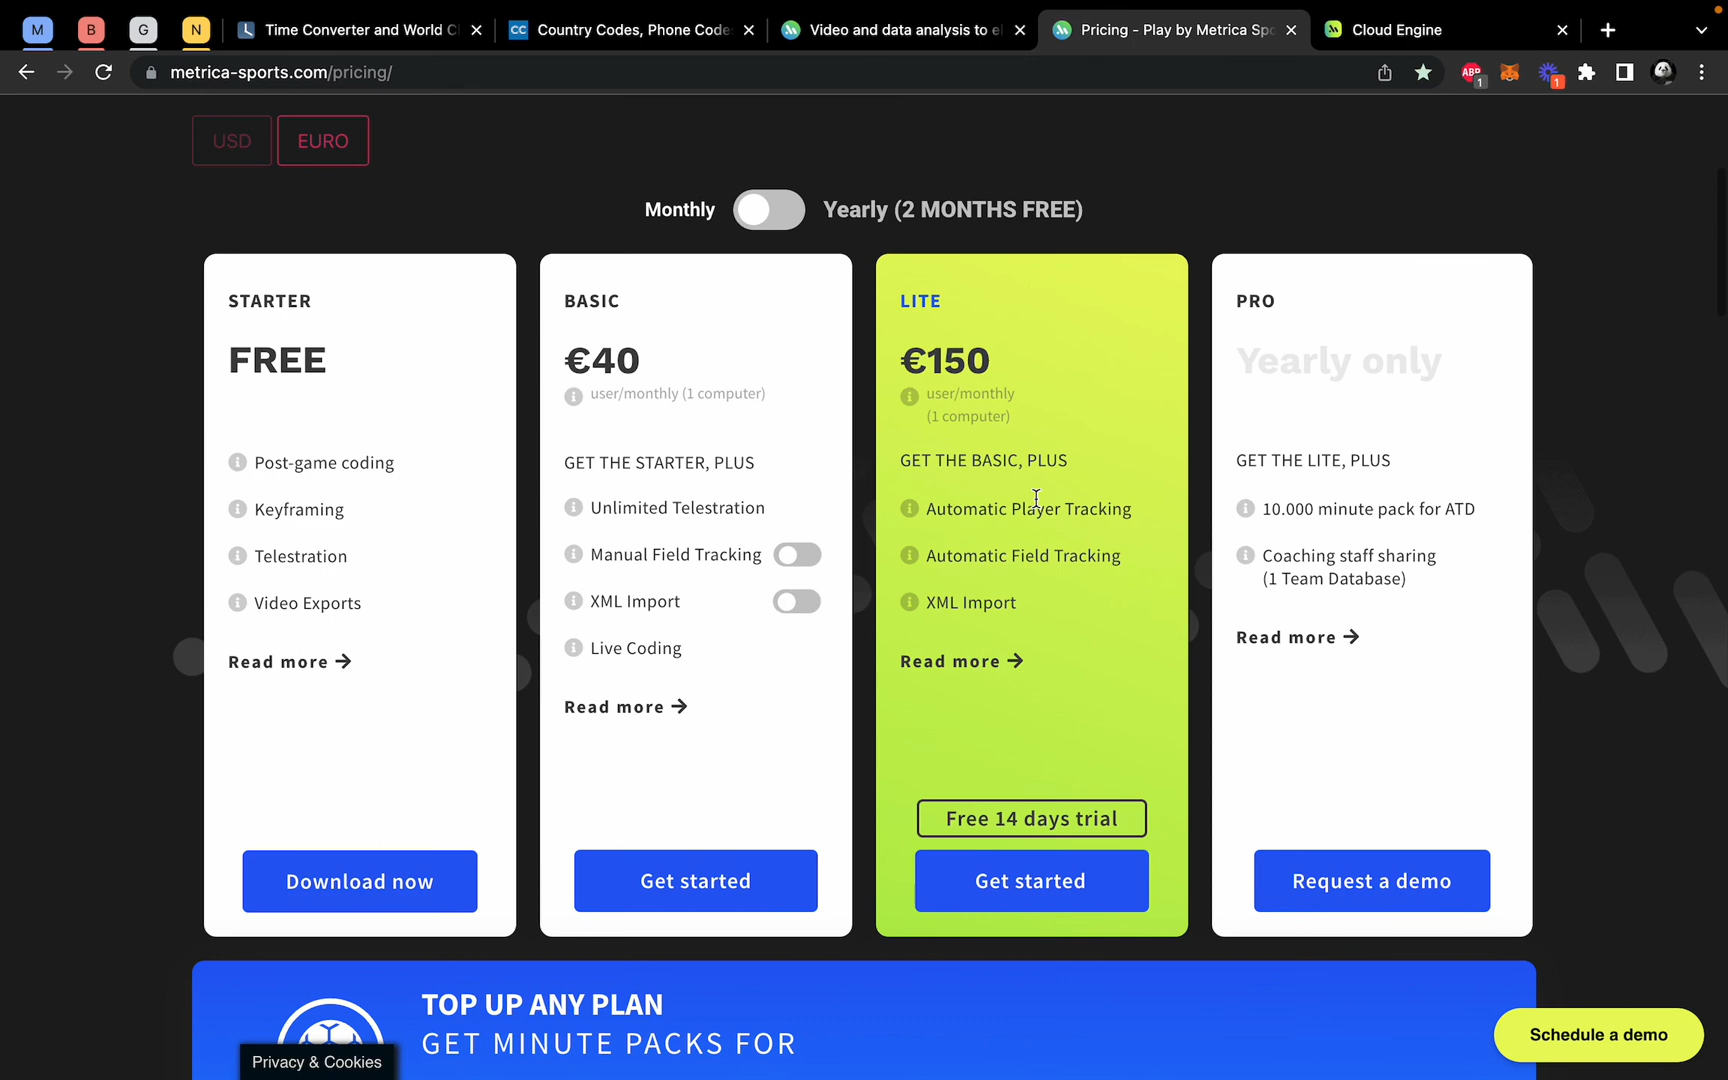 M
B
G
N
Time Converter and World C
CC
Country Codes, Phone Code
Video and data analysis to el
Pricing - Play by Metrica Spo
Cloud Engine
metrica-sports.com/pricing/
ABP
1
1
USD
EURO
Monthly
Yearly (2 MONTHS FREE)
STARTER
FREE
Post-game coding
Keyframing
Telestration
Video Exports
Read more →
Download now
BASIC
€40
user/monthly (1 computer)
GET THE STARTER, PLUS
Unlimited Telestration
Manual Field Tracking
XML Import
Live Coding
Read more →
Get started
LITE
€150
user/monthly
(1 computer)
GET THE BASIC, PLUS
Automatic Player Tracking
Automatic Field Tracking
XML Import
Read more →
Free 14 days trial
Get started
PRO
Yearly only
GET THE LITE, PLUS
10.000 minute pack for ATD
Coaching staff sharing
(1 Team Database)
Read more →
Request a demo
TOP UP ANY PLAN
GET MINUTE PACKS FOR
Privacy & Cookies
Schedule a demo